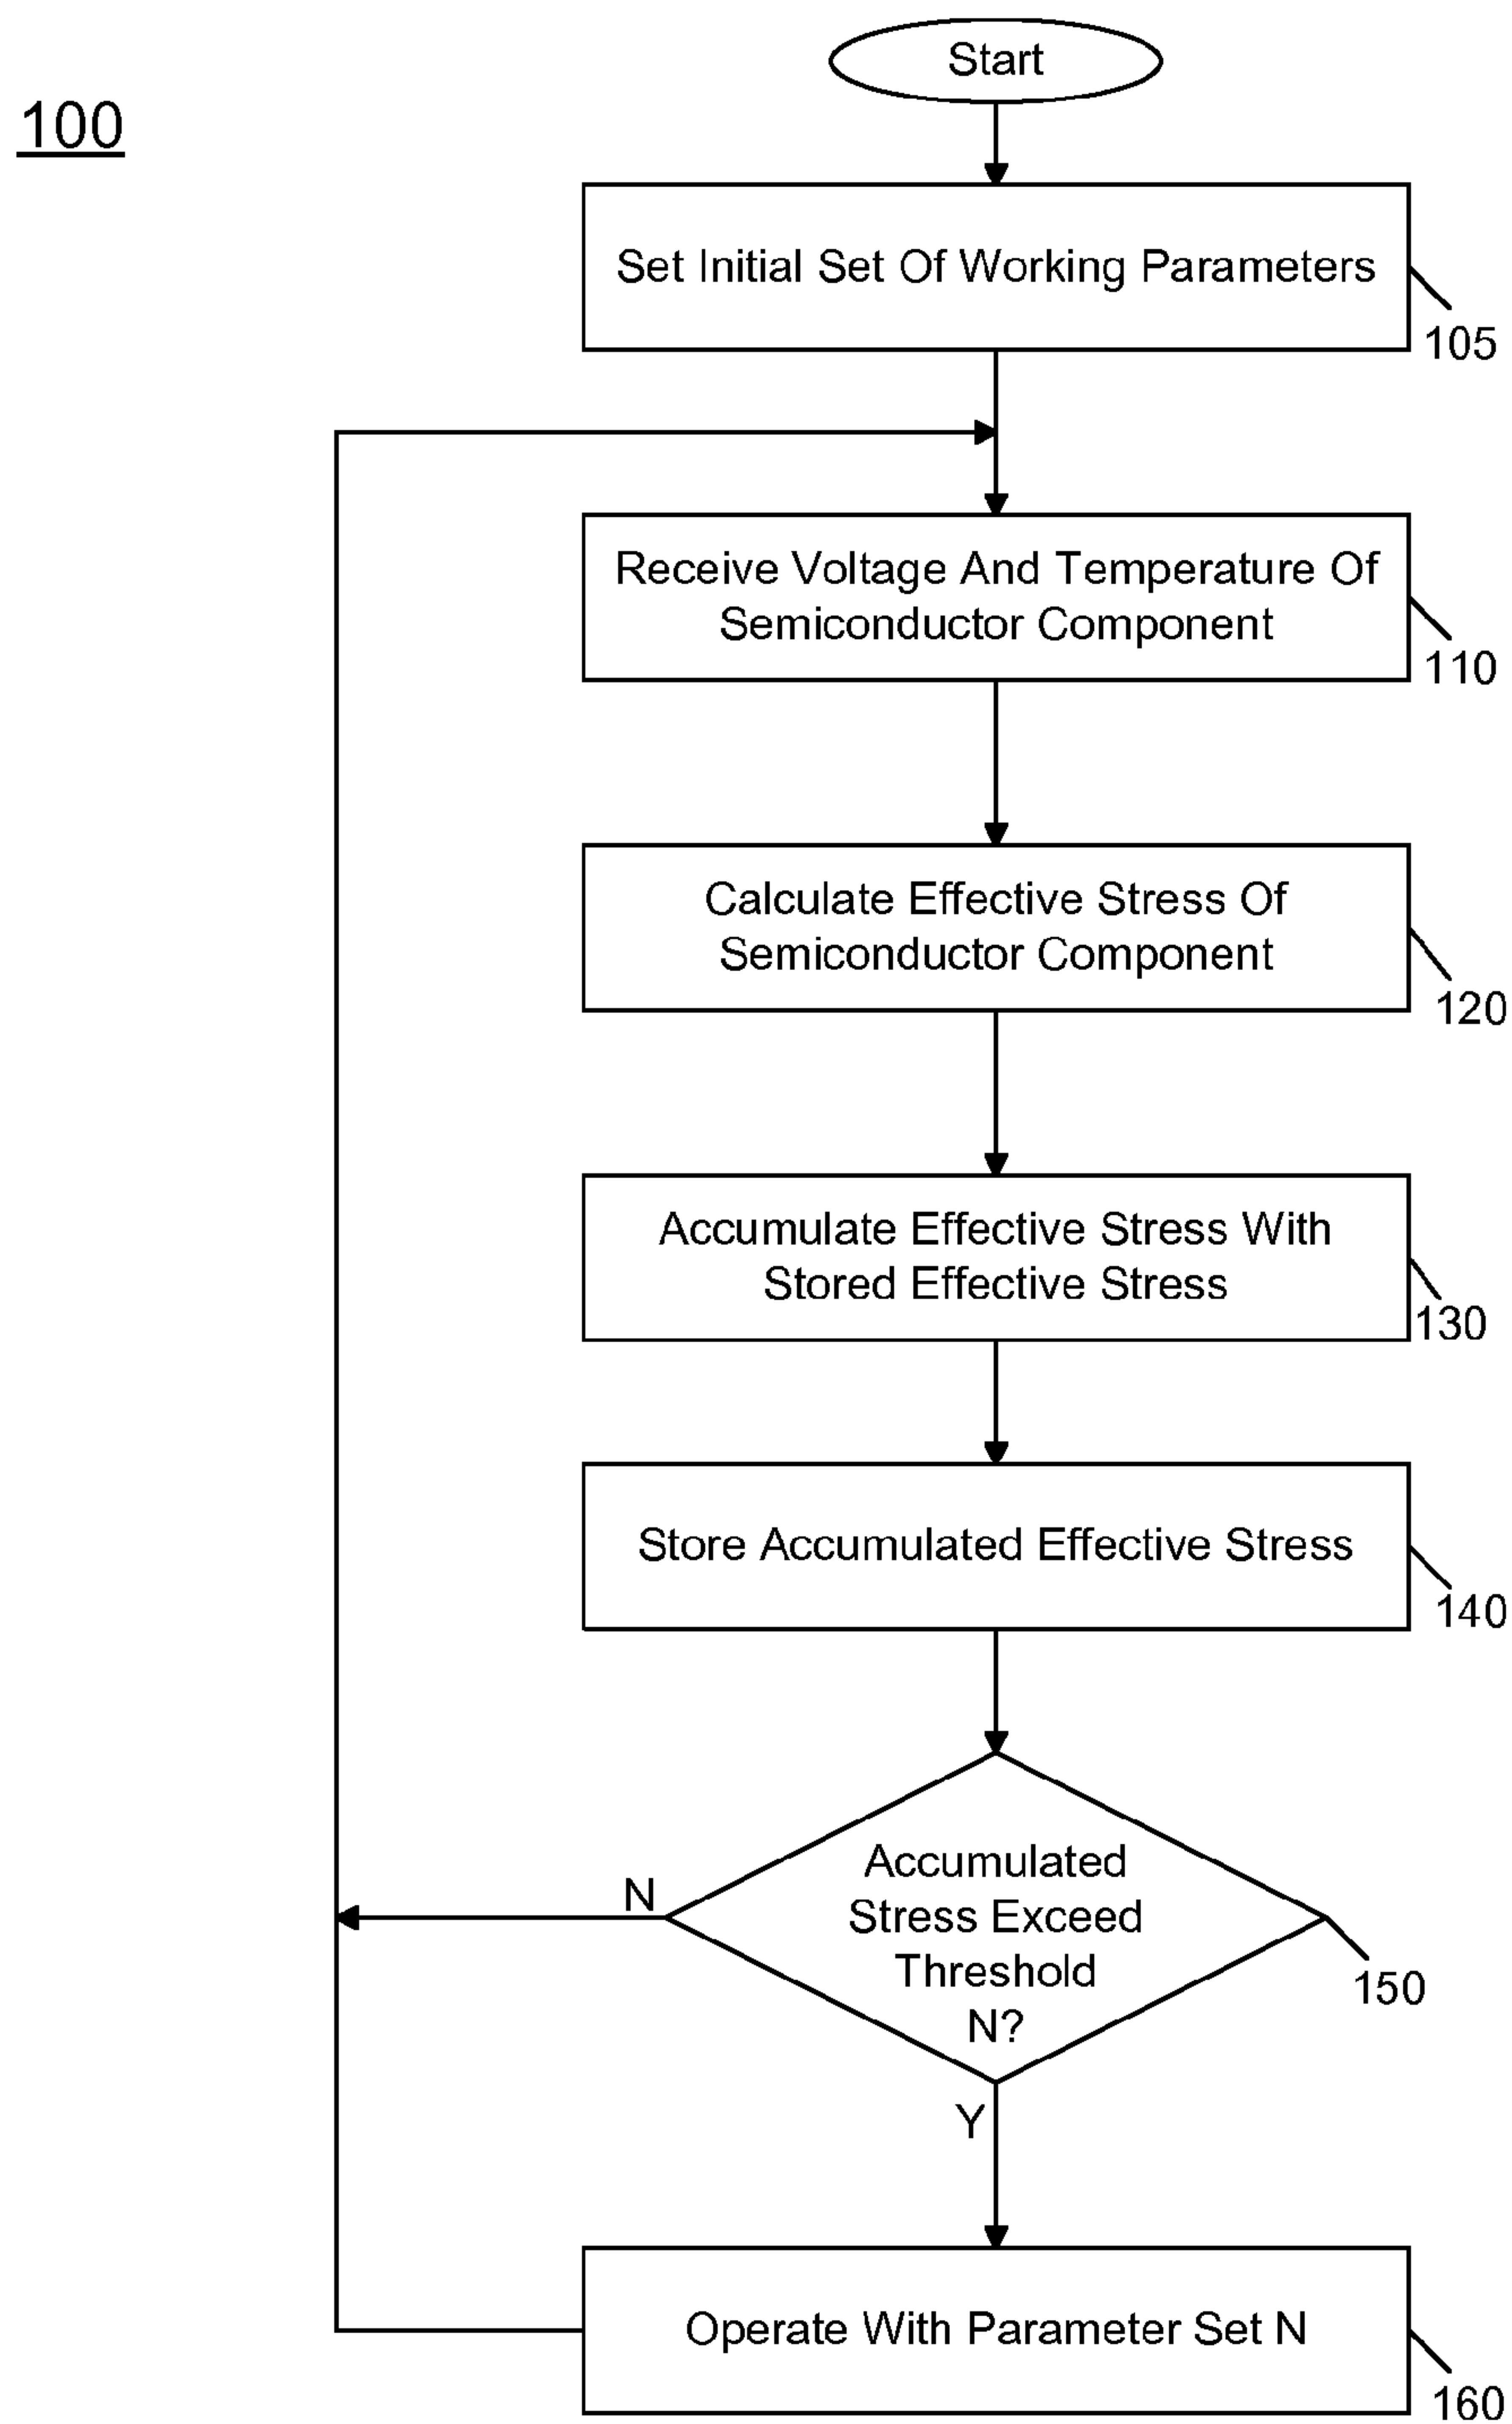 100
Start
Set Initial Set Of Working Parameters
105
Receive Voltage And Temperature Of
Semiconductor Component
110
Calculate Effective Stress Of
Semiconductor Component
120
Accumulate Effective Stress With
Stored Effective Stress
130
Store Accumulated Effective Stress
140
Accumulated
Stress Exceed
Threshold
N?
N
150
Y
Operate With Parameter Set N
160